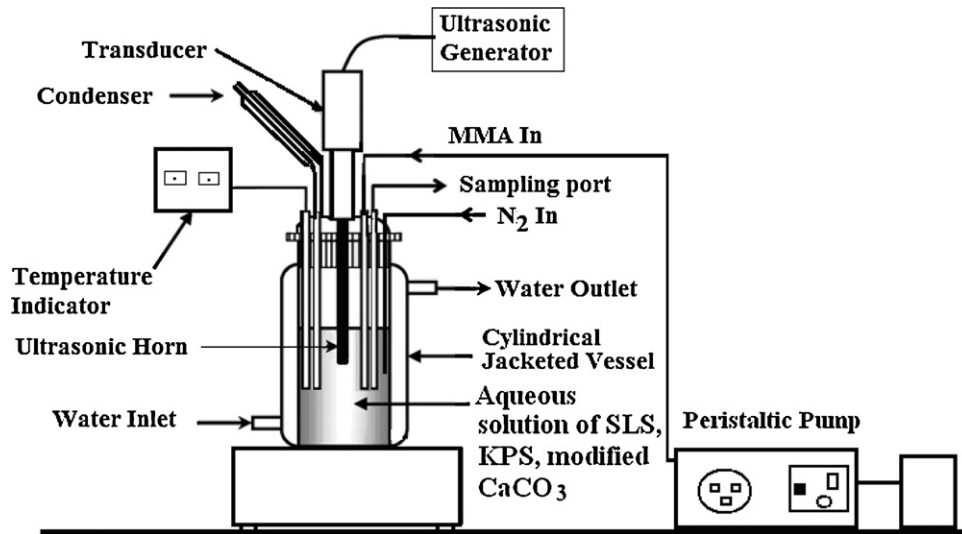 Ultrasonic
Generator
Transducer
Condenser
MMA In
Sampling port
N2 In
Temperature
Indicator
Water Outlet
Ultrasonic Horn
Cylindrical
Jacketed Vessel
Water Inlet
Aqueous
solution of SLS,
KPS, modified
CaCO3
Peristaltic Pump